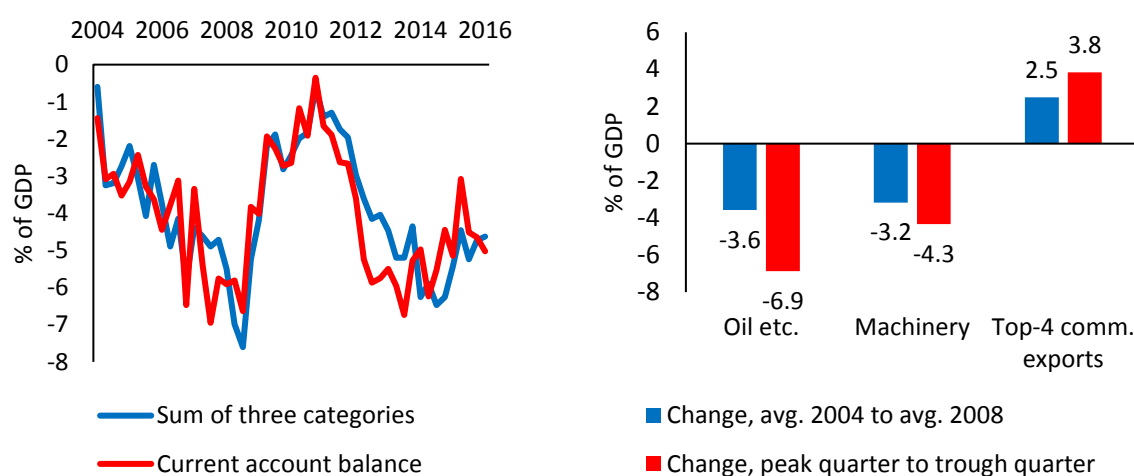 2004 2006 2008 2010 2012 2014 2016
0
-1
-2
-3
-4
-5
-6
-7
-8
% of GDP
Sum of three categories
Current account balance
6
4
2
0
-2
-4
-6
-8
% of GDP
2.5 3.8
-3.6 -3.2
-4.3
-6.9
Oil etc. Machinery Top-4 comm.
exports
Change, avg. 2004 to avg. 2008
Change, peak quarter to trough quarter